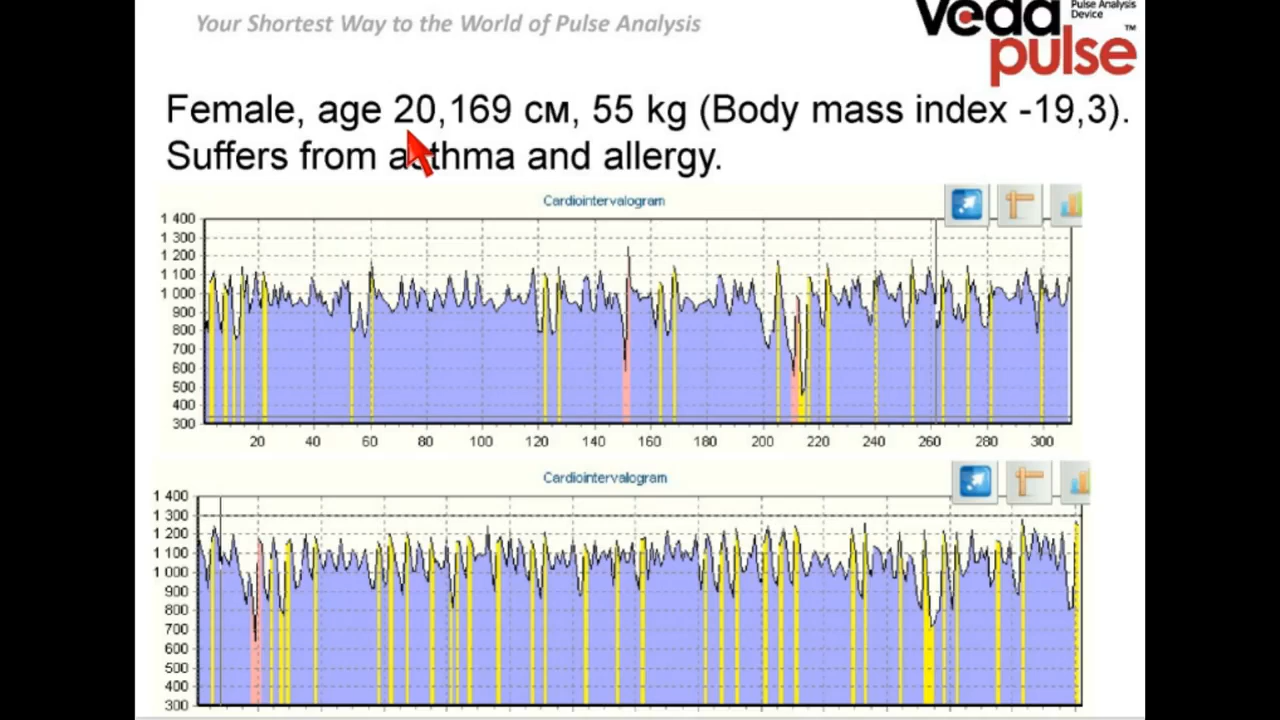 Your Shortest Way to the World of Pulse Analysis
Veda
Pulse Analysis
Device
™
pulse
Female, age 20,169 см, 55 kg (Body mass index -19,3).
Suffers from asthma and allergy.
Cardiointervalogram
1 400
1 300
1 200
1 100
1 000
900
800
700
600
500
400
300
20 40 60 80 100 120 140 160 180 200 220 240 260 280 300
Cardiointervalogram
1 400
1 300
1 200
1 100
1 000
900
800
700
600
500
400
300